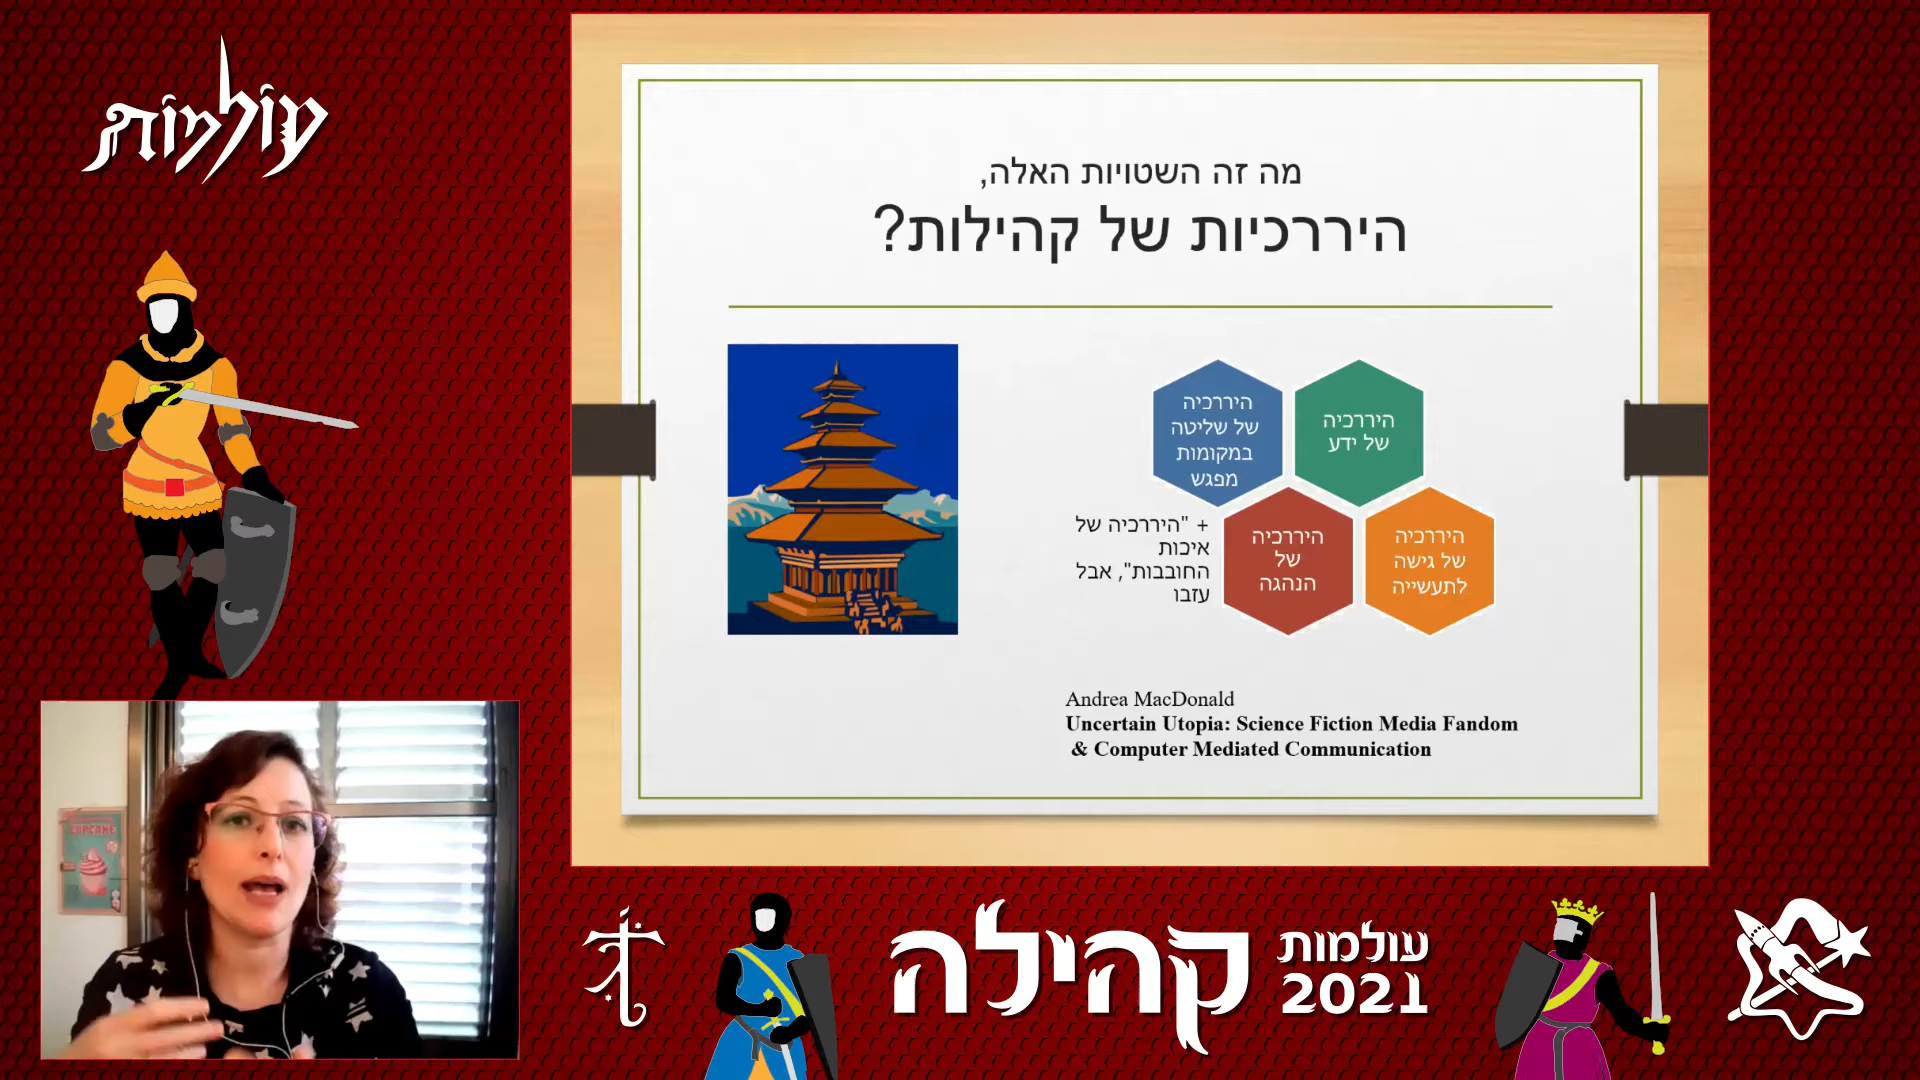 עולמות
מה זה השטויות האלה,
היררכיות של קהילות?
היררכיה
של ידע
היררכיה
של שליטה
במקומות
מפגש
היררכיה
של גישה
לתעשייה
היררכיה
של
הנהגה
+ "היררכיה של
איכות
החובבות", אבל
עזבו
Andrea MacDonald
Uncertain Utopia: Science Fiction Media Fandom
& Computer Mediated Communication
CUPCAKE
קהילה
עולמות
2021